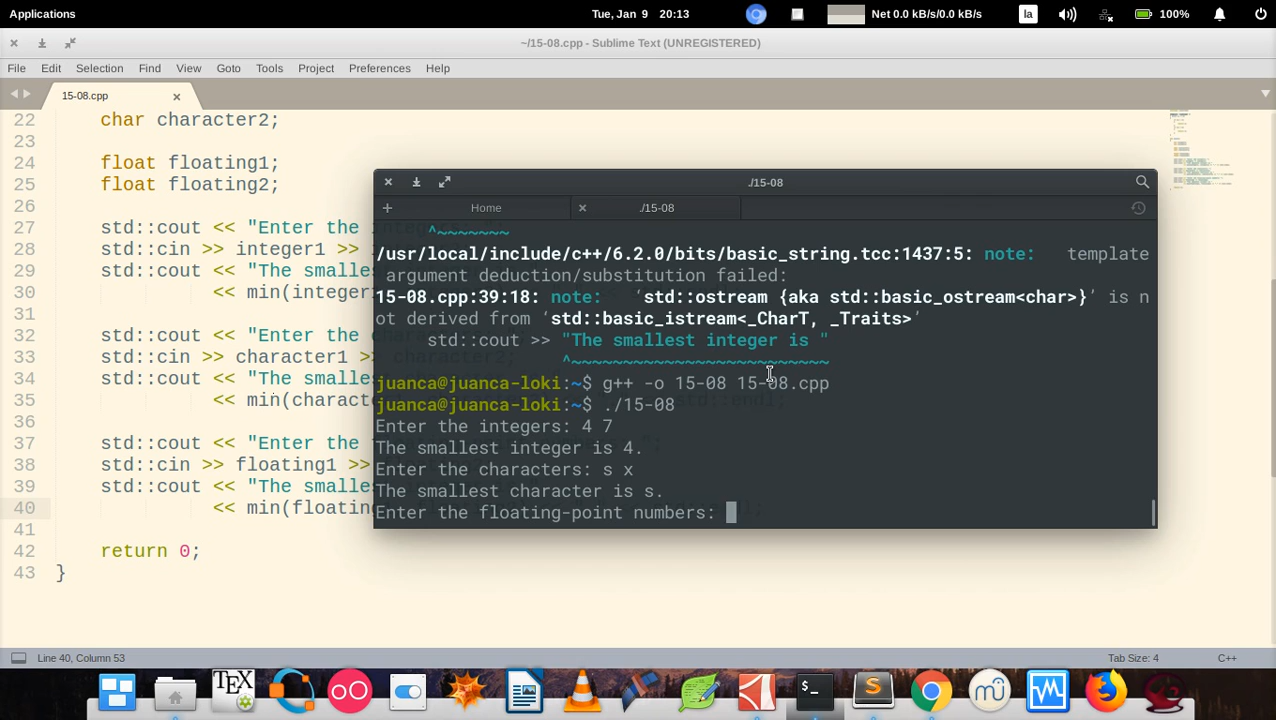 Applications
Tue, Jan 9 20:13
Net 0.0 kB/s/0.0 kB/s
la
100%
~/15-08.cpp - Sublime Text (UNREGISTERED)
File Edit Selection Find View Goto Tools Project Preferences Help
15-08.cpp
22 char character2;
23
24 float floating1;
25 float floating2;
26
27 std::cout << "Enter the
28 std::cin >> integer1 >>
29 std::cout << "The smalles
30 << min(integer
31
32 std::cout << "Enter the
33 std::cin >> character1 >> character2;
34 std::cout << "The smalles
35 << min(charact
36
37 std::cout << "Enter the
38 std::cin >> floating1 >>
39 std::cout << "The smalles
40 << min(floating
41
42 return 0;
43 }
./15-08
Home
./15-08
^~~~~~~~
/usr/local/include/c++/6.2.0/bits/basic_string.tcc:1437:5: note: template
argument deduction/substitution failed:
15-08.cpp:39:18: note: ‘std::ostream {aka std::basic_ostream<char>}’ is n
ot derived from ‘std::basic_istream<_CharT, _Traits>’
std::cout >> "The smallest integer is "
^~~~~~~~~~~~~~~~~~~~~~~~~~
juanca@juanca-loki:~$ g++ -o 15-08 15-08.cpp
juanca@juanca-loki:~$ ./15-08
Enter the integers: 4 7
The smallest integer is 4.
Enter the characters: s x
The smallest character is s.
Enter the floating-point numbers:
Line 40, Column 53
Tab Size: 4
C++
TEX